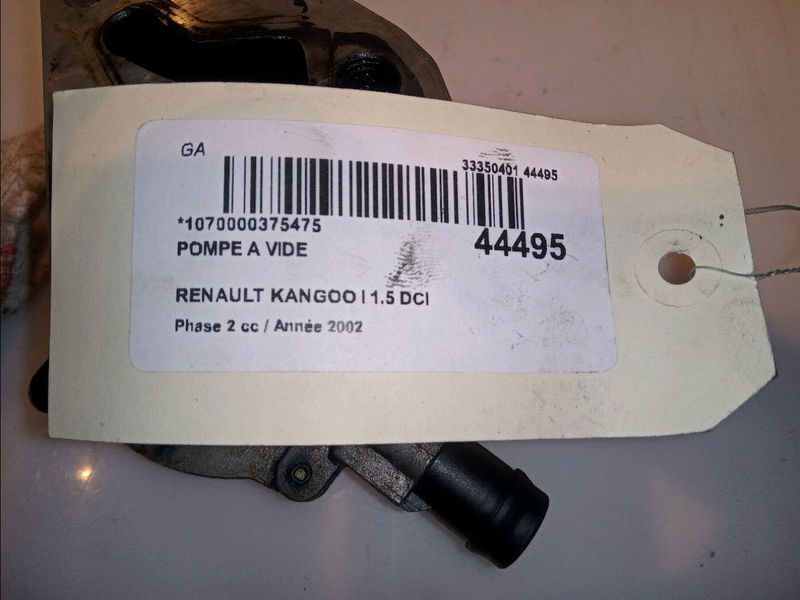 GA
33350401 44495
*1070000375475
44495
POMPE A VIDE
RENAULT KANGOO I 1.5 DCI
Phase 2 cc / Année 2002